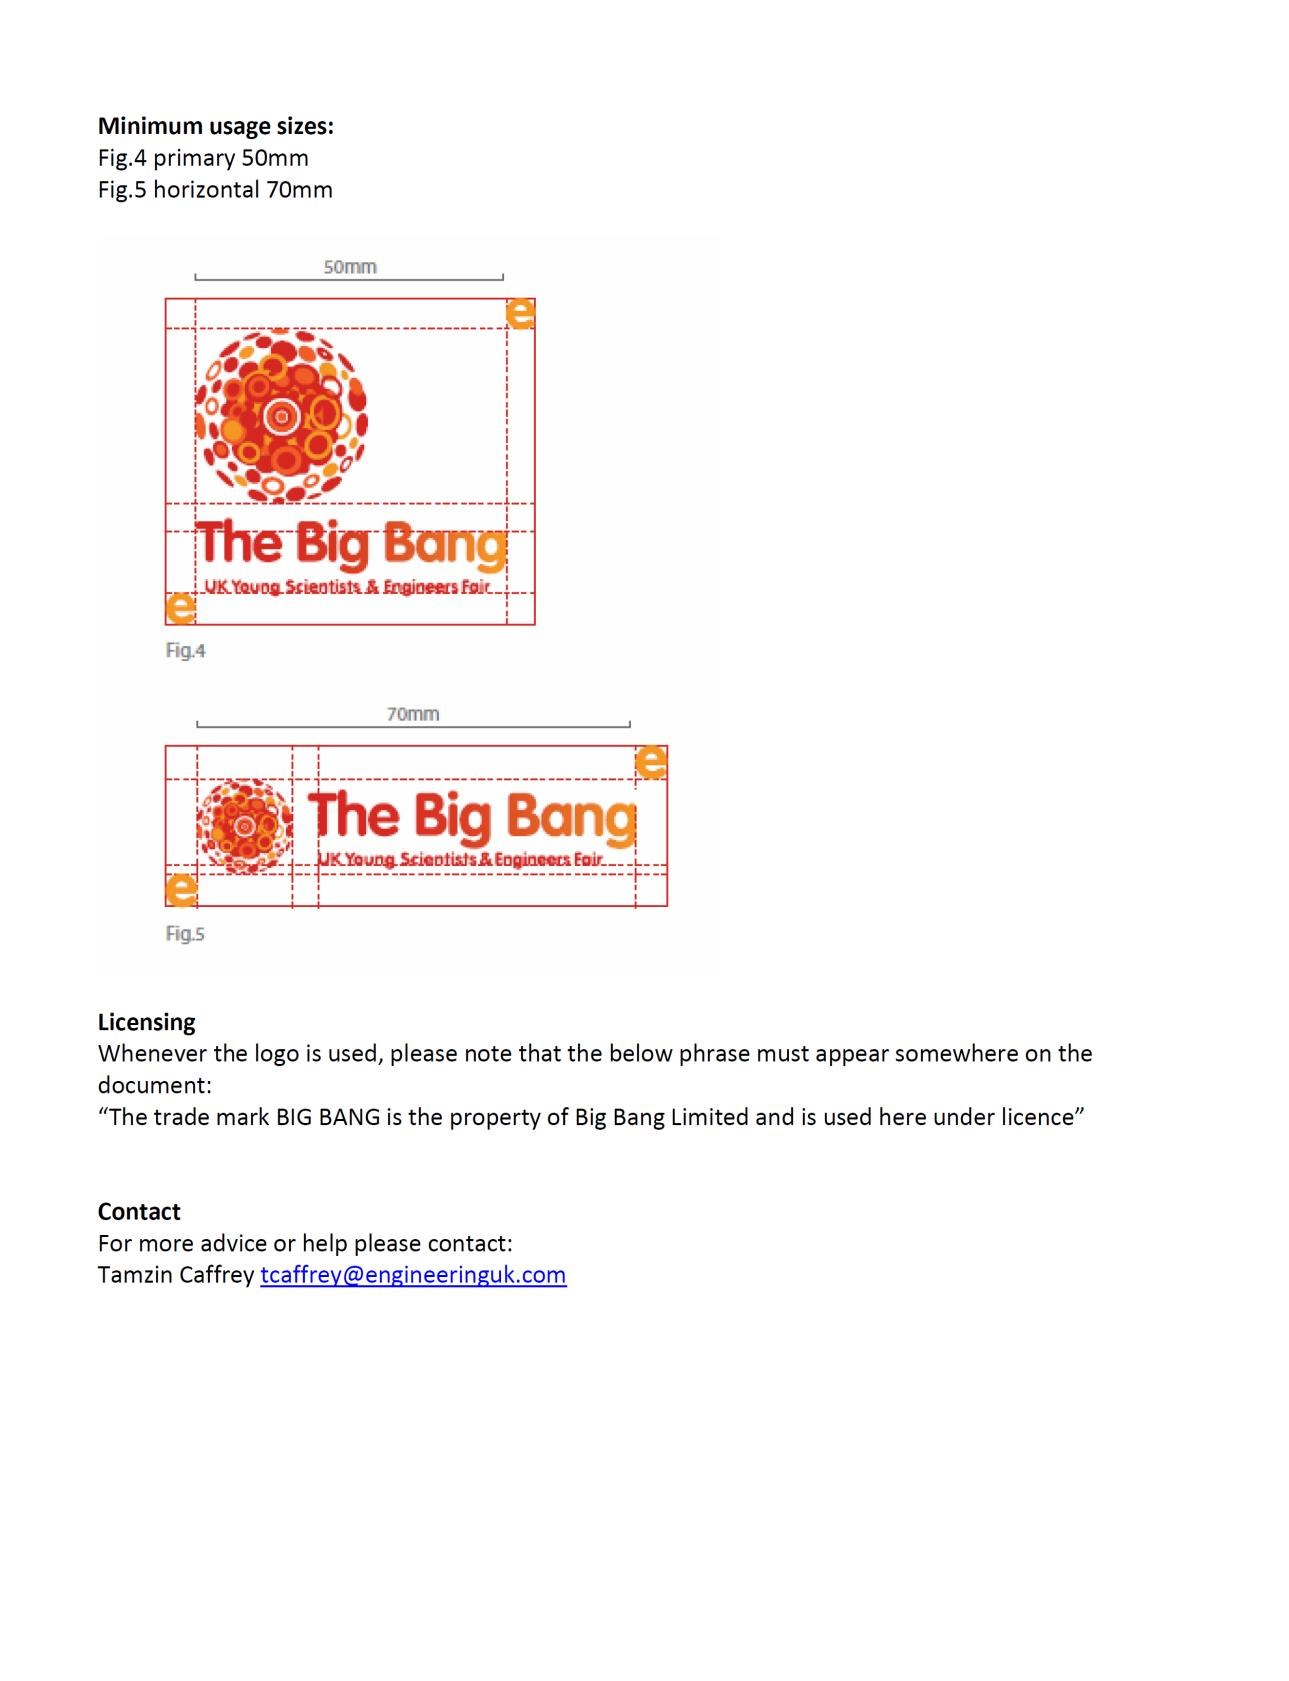 Minimum usage sizes:
Fig.4 primary 50mm
Fig.5 horizontal 70mm
50mm
e
The Big Bang
UK Young Scientists & Engineers Fair
e
Fig.4
70mm
e
The Big Bang
UK Young Scientists & Engineers Fair
e
Fig.5
Licensing
Whenever the logo is used, please note that the below phrase must appear somewhere on the
document:
“The trade mark BIG BANG is the property of Big Bang Limited and is used here under licence”
Contact
For more advice or help please contact:
Tamzin Caffrey tcaffrey@engineeringuk.com